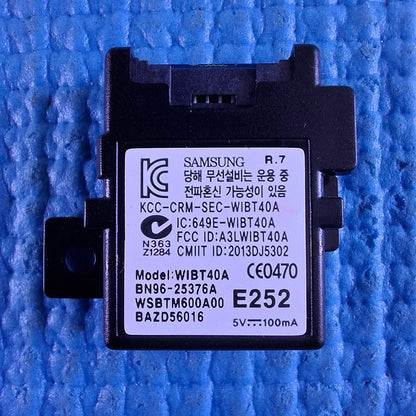 SAMSUNG R.7
당해 무선설비는 운용 중
전파혼신 가능성이 있음
KCC-CRM-SEC-WIBT40A
IC:649E-WIBT40A
FCC ID:A3LWIBT40A
N363
Z1284
CMIIT ID:2013DJ5302
Model:WIBT40A CE0470
BN96-25376A
WSBTM600A00 E252
BAZD56016
5V⎓100mA